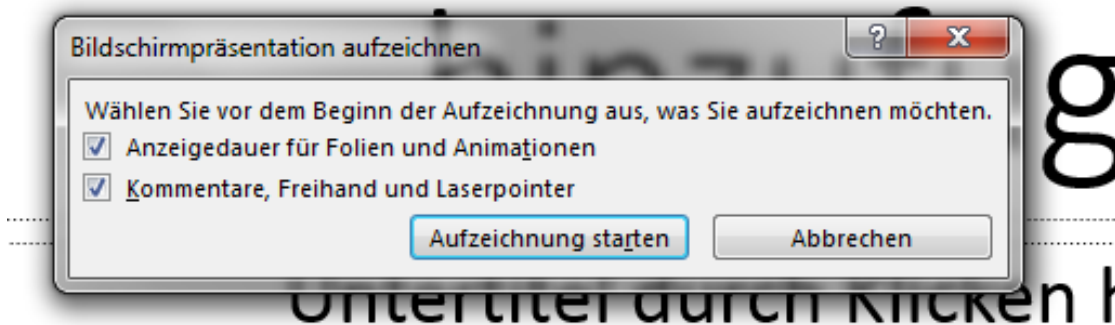 Bildschirmpräsentation aufzeichnen
?
x
g
Wählen Sie vor dem Beginn der Aufzeichnung aus, was Sie aufzeichnen möchten.
Anzeigedauer für Folien und Animationen
Kommentare, Freihand und Laserpointer
Aufzeichnung starten
Abbrechen
Untertitel durch Klicken